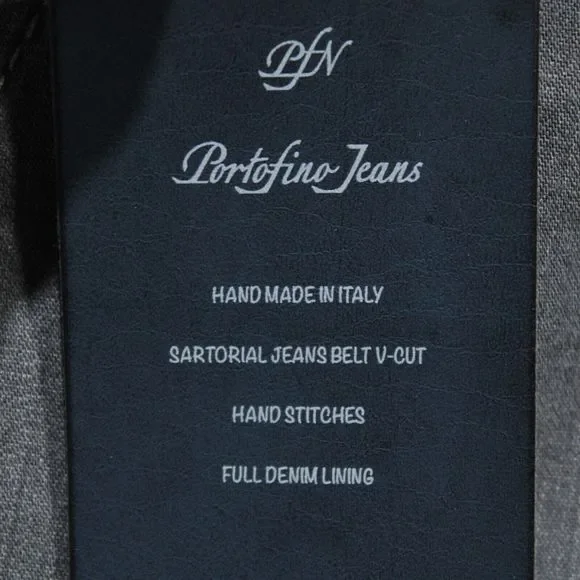 PfN
Portofino Jeans
HAND MADE IN ITALY
SARTORIAL JEANS BELT V-CUT
HAND STITCHES
FULL DENIM LINING